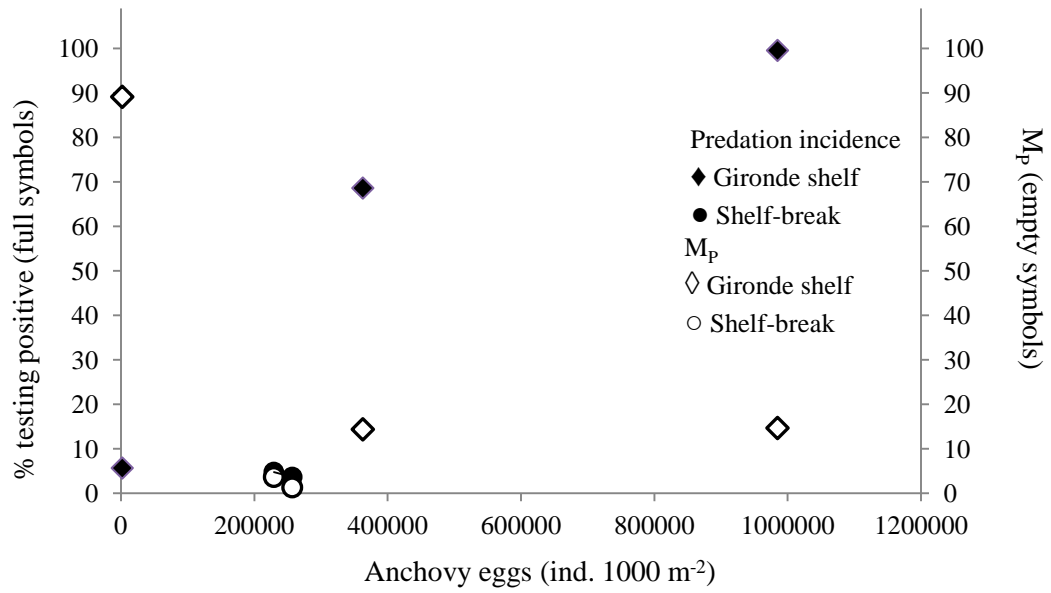 100 100
90 90
80 80
Predation incidence
70 ♦ Gironde shelf 70
60 ● Shelf-break 60
M_P
50 50
40 ◊ Gironde shelf 40
○ Shelf-break
30 30
20 20
10 10
0 0
0 200000 400000 600000 800000 1000000 1200000
Anchovy eggs (ind. 1000 m⁻²)
% testing positive (full symbols)
M_P (empty symbols)